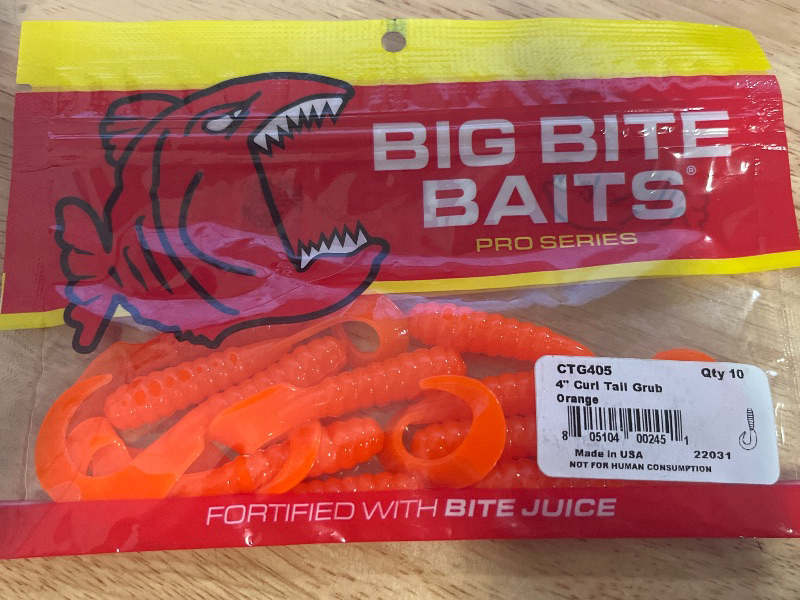 BIG BITE
BAITS®
PRO SERIES
CTG405 Qty 10
4" Curl Tail Grub
Orange
8 05104 00245 1
Made in USA 22031
NOT FOR HUMAN CONSUMPTION
FORTIFIED WITH BITE JUICE